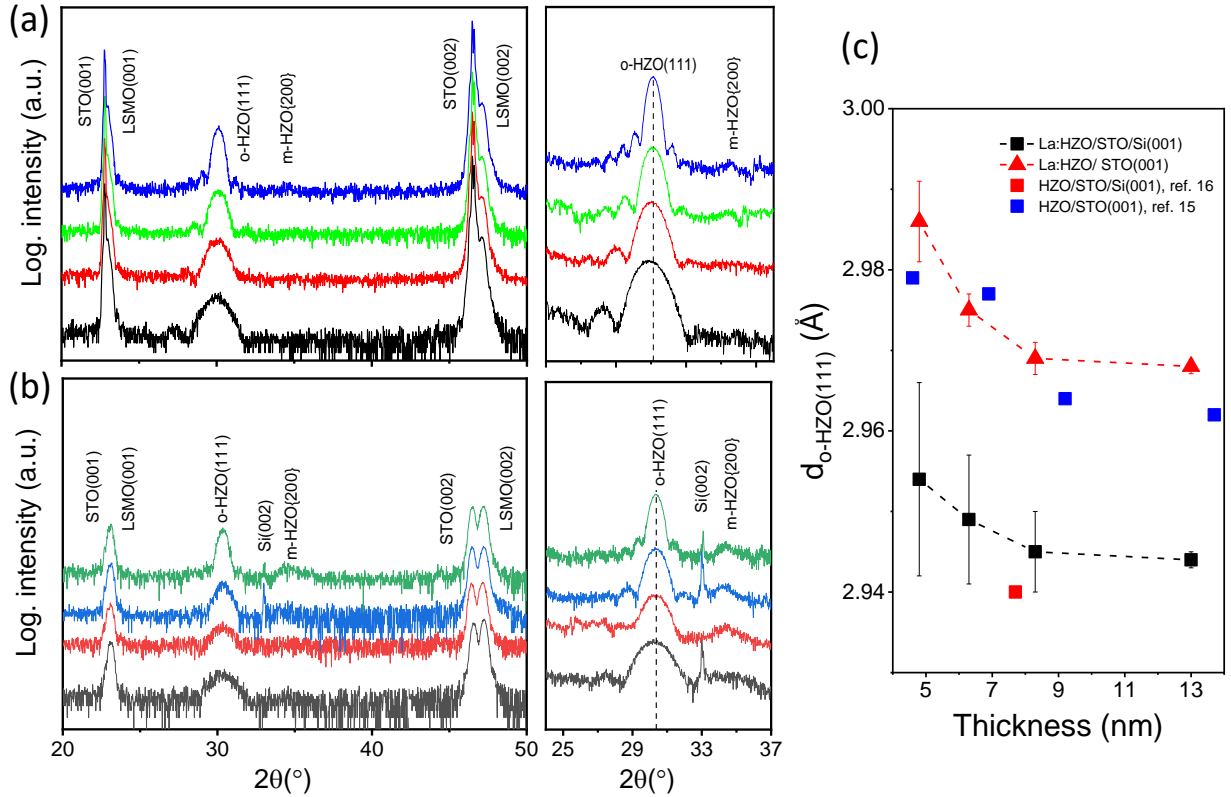 (a)
Log. intensity (a.u.)
STO(001)
LSMO(001)
o-HZO(111)
m-HZO{200}
STO(002)
LSMO(002)
o-HZO(111)
m-HZO{200}
(b)
Log. intensity (a.u.)
STO(001)
LSMO(001)
o-HZO(111)
Si(002)
m-HZO{200}
STO(002)
LSMO(002)
20 30 40 50
2θ(°)
o-HZO(111)
Si(002)
m-HZO{200}
25 29 33 37
2θ(°)
(c)
La:HZO/STO/Si(001)
La:HZO/ STO(001)
HZO/STO/Si(001), ref. 16
HZO/STO(001), ref. 15
3.00
2.98
2.96
2.94
d o-HZO(111) (Å)
5 7 9 11 13
Thickness (nm)